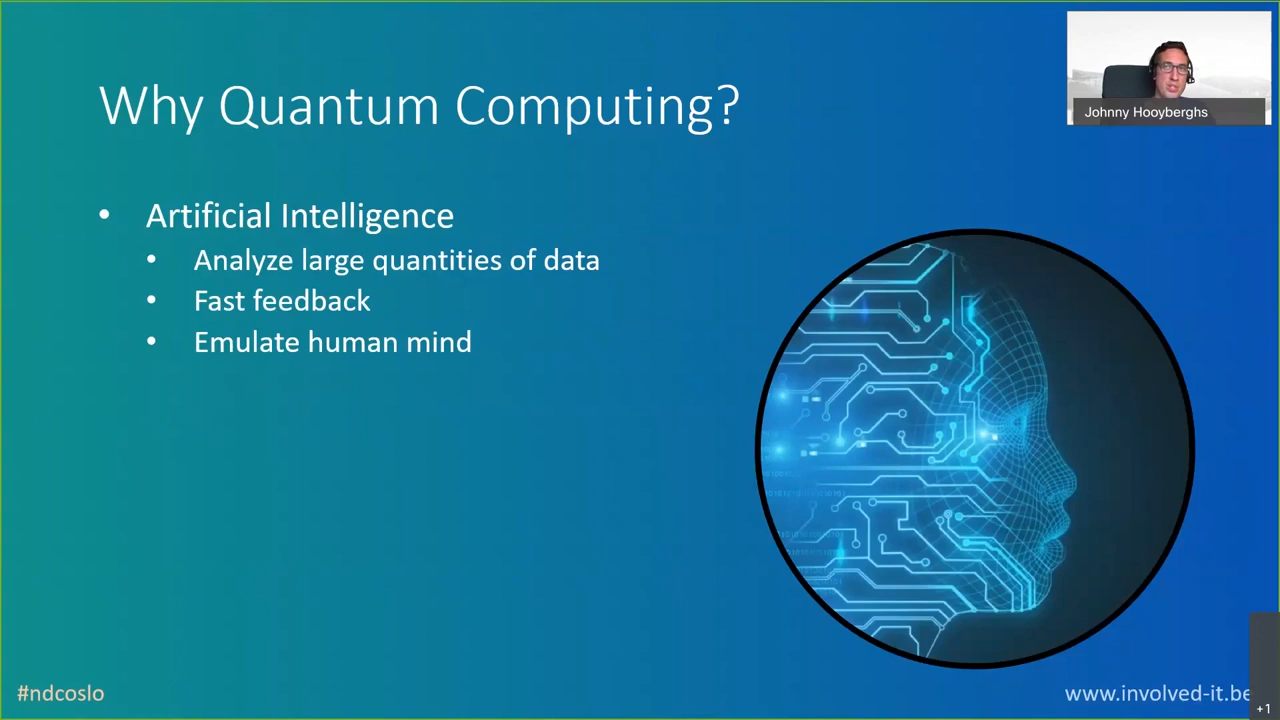 Why Quantum Computing?
Johnny Hooyberghs
• Artificial Intelligence
• Analyze large quantities of data
• Fast feedback
• Emulate human mind
#ndcoslo
www.involved-it.be
+1